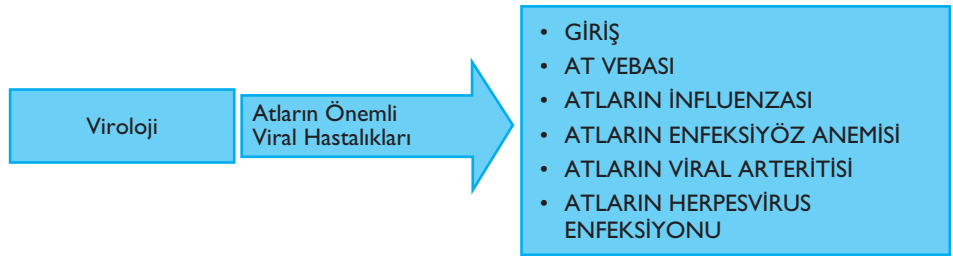 Viroloji
Atların Önemli
Viral Hastalıkları
• GİRİŞ
• AT VEBASI
• ATLARIN İNFLUENZASI
• ATLARIN ENFEKSİYÖZ ANEMİSİ
• ATLARIN VİRAL ARTERİTİSİ
• ATLARIN HERPESVİRUS
ENFEKSİYONU